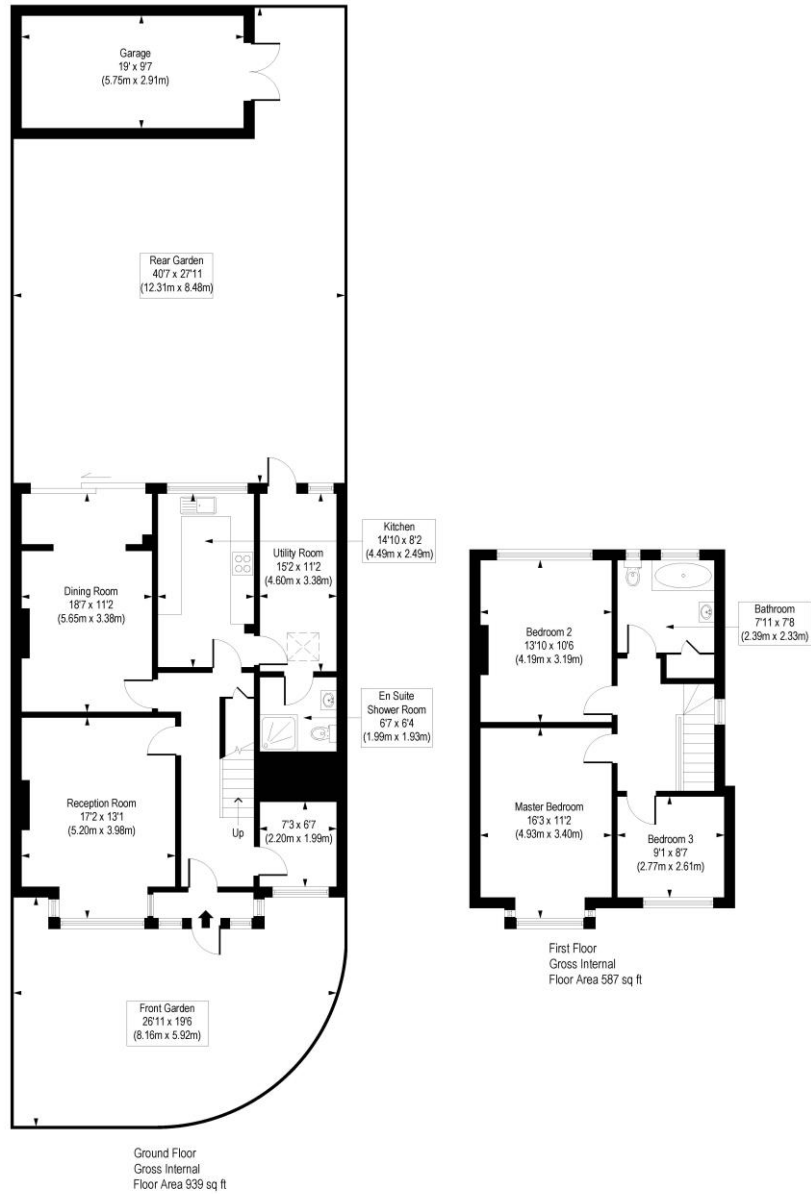 Garage
19' x 9'7
(5.75m x 2.91m)
Rear Garden
40'7 x 27'11
(12.31m x 8.48m)
Kitchen
14'10 x 8'2
(4.49m x 2.49m)
Utility Room
15'2 x 11'2
(4.60m x 3.38m)
Dining Room
18'7 x 11'2
(5.65m x 3.38m)
En Suite
Shower Room
6'7 x 6'4
(1.99m x 1.93m)
Reception Room
17'2 x 13'1
(5.20m x 3.98m)
Up
7'3 x 6'7
(2.20m x 1.99m)
Front Garden
26'11 x 19'6
(8.16m x 5.92m)
Ground Floor
Gross Internal
Floor Area 939 sq ft
Bedroom 2
13'10 x 10'6
(4.19m x 3.19m)
Bathroom
7'11 x 7'8
(2.39m x 2.33m)
Master Bedroom
16'3 x 11'2
(4.93m x 3.40m)
Bedroom 3
9'1 x 8'7
(2.77m x 2.61m)
First Floor
Gross Internal
Floor Area 587 sq ft